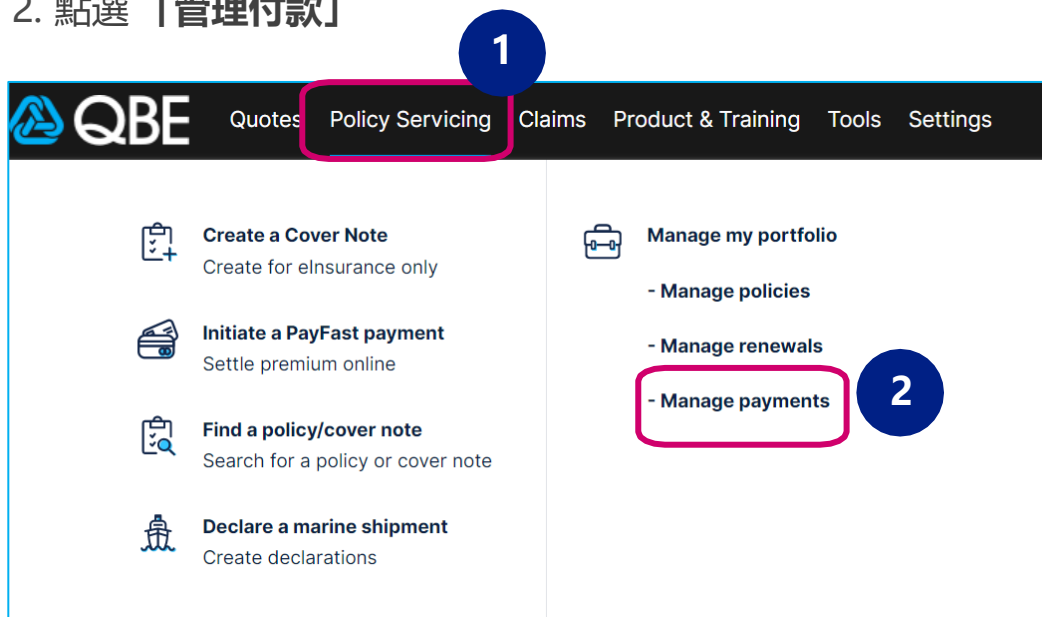 2. 點選「管理付款」
1
QBE Quotes Policy Servicing Claims Product & Training Tools Settings
Create a Cover Note
Create for eInsurance only
Initiate a PayFast payment
Settle premium online
Find a policy/cover note
Search for a policy or cover note
Declare a marine shipment
Create declarations
Manage my portfolio
- Manage policies
- Manage renewals
- Manage payments
2